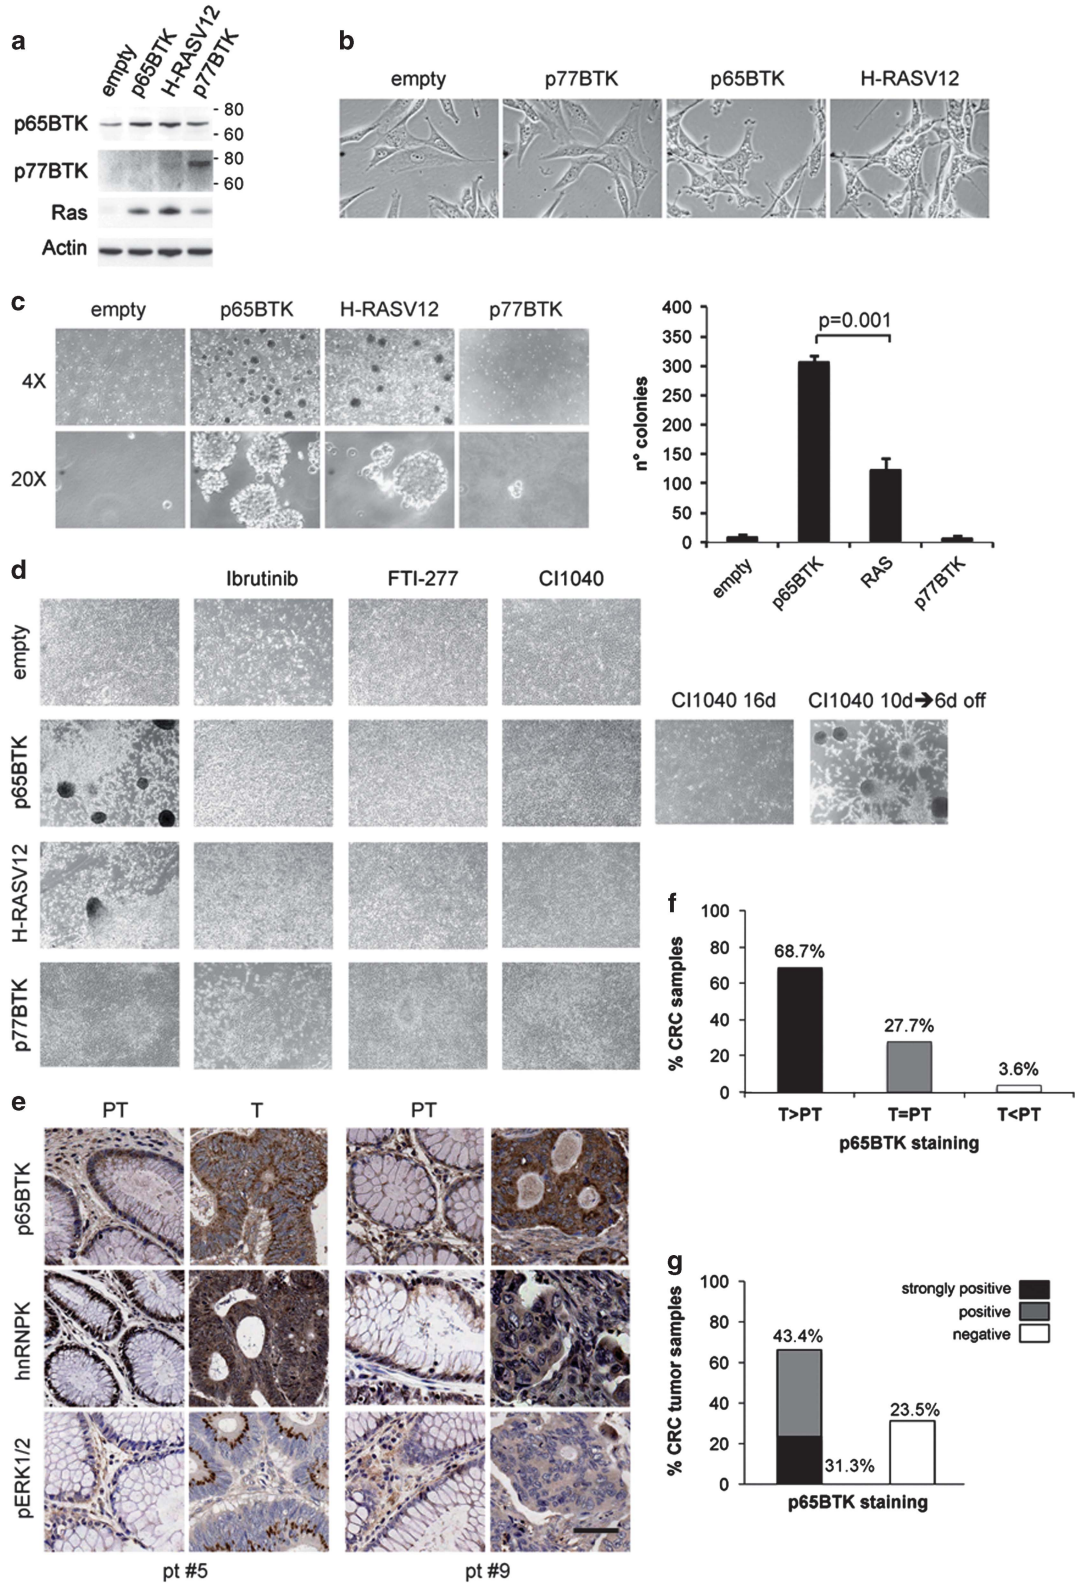 a
empty
p65BTK
H-RASV12
p77BTK
p65BTK
- 80
- 60
p77BTK
- 80
- 60
Ras
Actin
b
empty
p77BTK
p65BTK
H-RASV12
c
empty
p65BTK
H-RASV12
p77BTK
4X
20X
400
350
300
250
200
150
100
50
0
n° colonies
p=0.001
empty
p65BTK
RAS
p77BTK
d
Ibrutinib
FTI-277
CI1040
empty
p65BTK
H-RASV12
p77BTK
CI1040 16d
CI1040 10d➔6d off
e
PT
T
PT
p65BTK
hnRNPK
pERK1/2
pt #5
pt #9
f
100
80
60
40
20
0
% CRC samples
68.7%
27.7%
3.6%
T>PT
T=PT
T<PT
p65BTK staining
g
100
80
60
40
20
0
% CRC tumor samples
strongly positive
positive
negative
43.4%
31.3%
23.5%
p65BTK staining